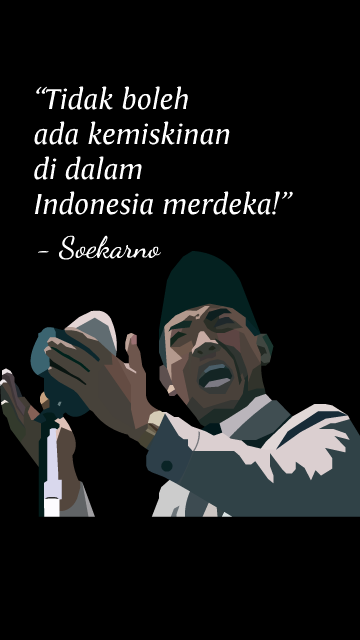 “Tidak boleh
ada kemiskinan
di dalam
Indonesia merdeka!”
- Soekarno